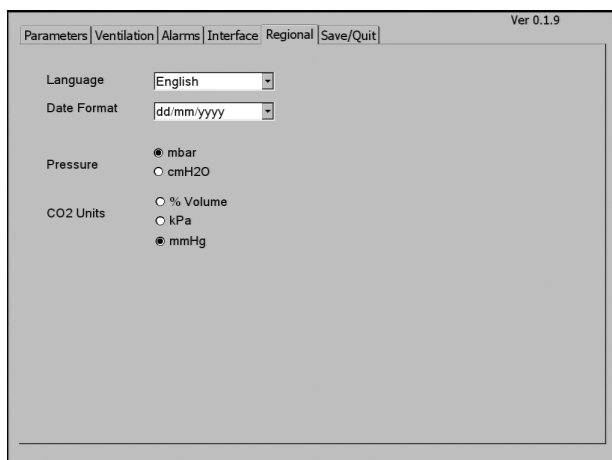 Ver 0.1.9
Parameters Ventilation Alarms Interface Regional Save/Quit
Language English
Date Format dd/mm/yyyy
Pressure
mbar
cmH2O
CO2 Units
% Volume
kPa
mmHg